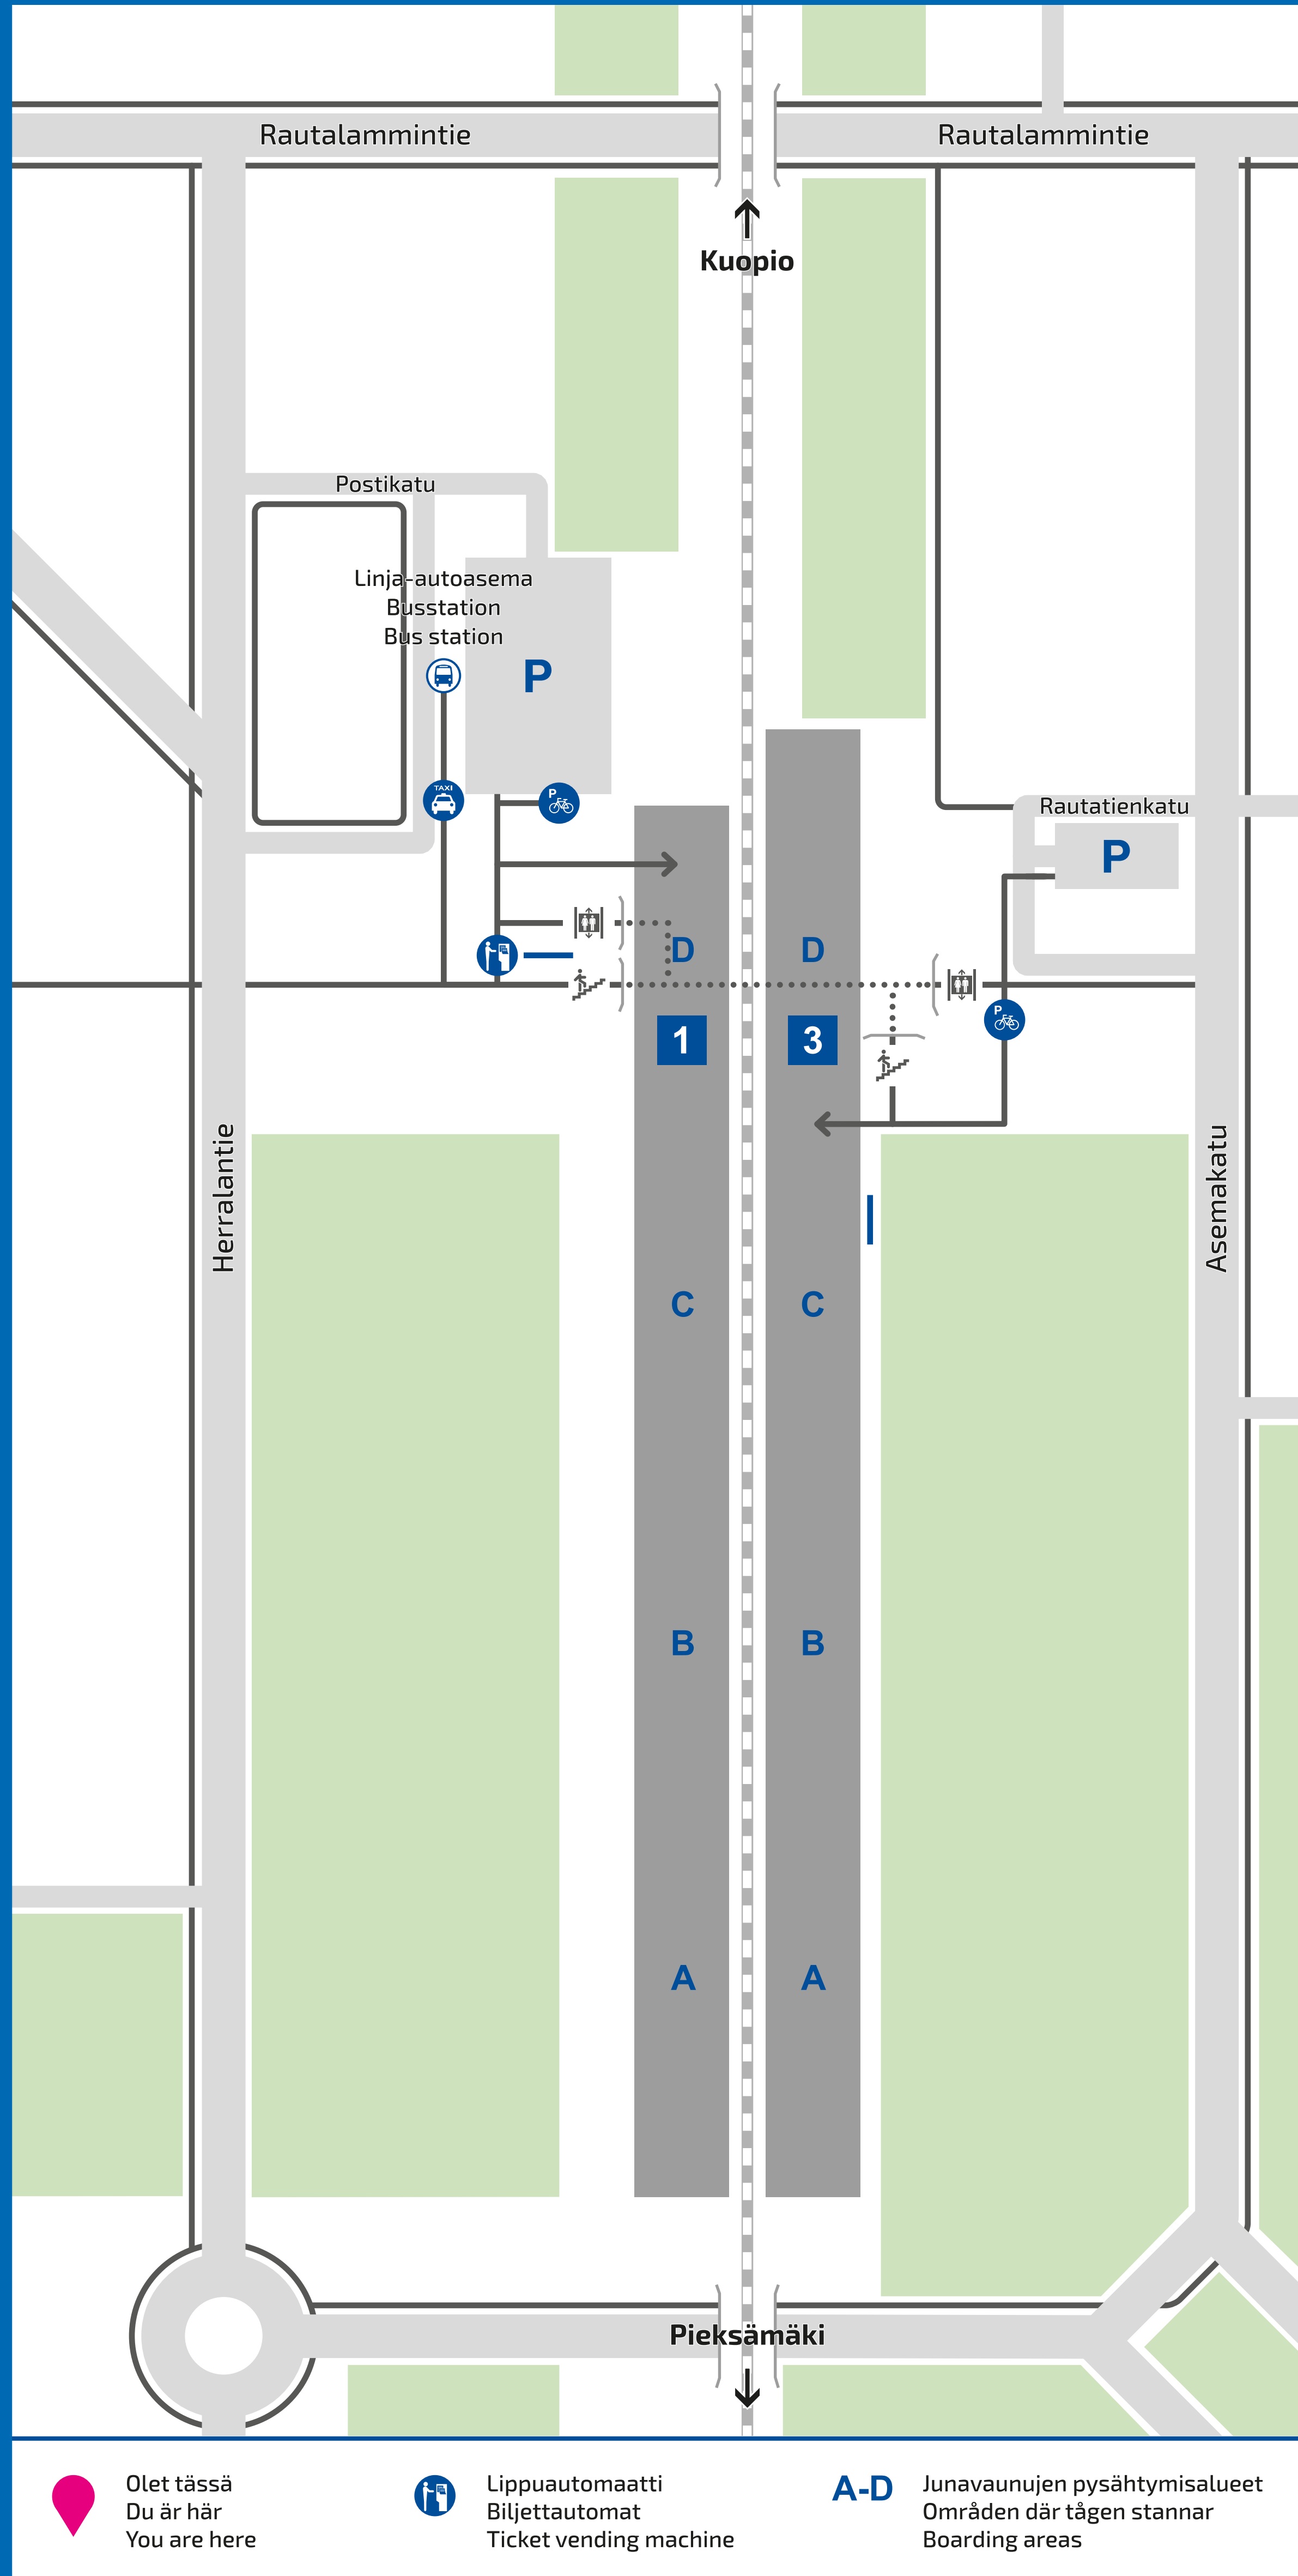 Rautalammintie
Rautalammintie
Kuopio
Postikatu
Linja-autoasema
Busstation
Bus station
P
TAXI
P
Rautatienkatu
P
D
D
P
1
3
Herralantie
Asemakatu
C
C
B
B
A
A
Pieksämäki
Olet tässä
Du är här
You are here
Lippuautomaatti
Biljettautomat
Ticket vending machine
A-D
Junavaunujen pysähtymisalueet
Områden där tågen stannar
Boarding areas